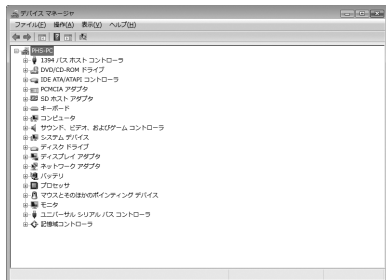 デバイス マネージャ
ファイル(F) 操作(A) 表示(V) ヘルプ(H)
PHS-PC
1394 バス ホスト コントローラ
DVD/CD-ROM ドライブ
IDE ATA/ATAPI コントローラ
PCMCIA アダプタ
SD ホスト アダプタ
キーボード
コンピュータ
サウンド、ビデオ、およびゲーム コントローラ
システム デバイス
ディスク ドライブ
ディスプレイ アダプタ
ネットワーク アダプタ
バッテリ
プロセッサ
マウスとそのほかのポインティング デバイス
モニタ
ユニバーサル シリアル バス コントローラ
記憶域コントローラ